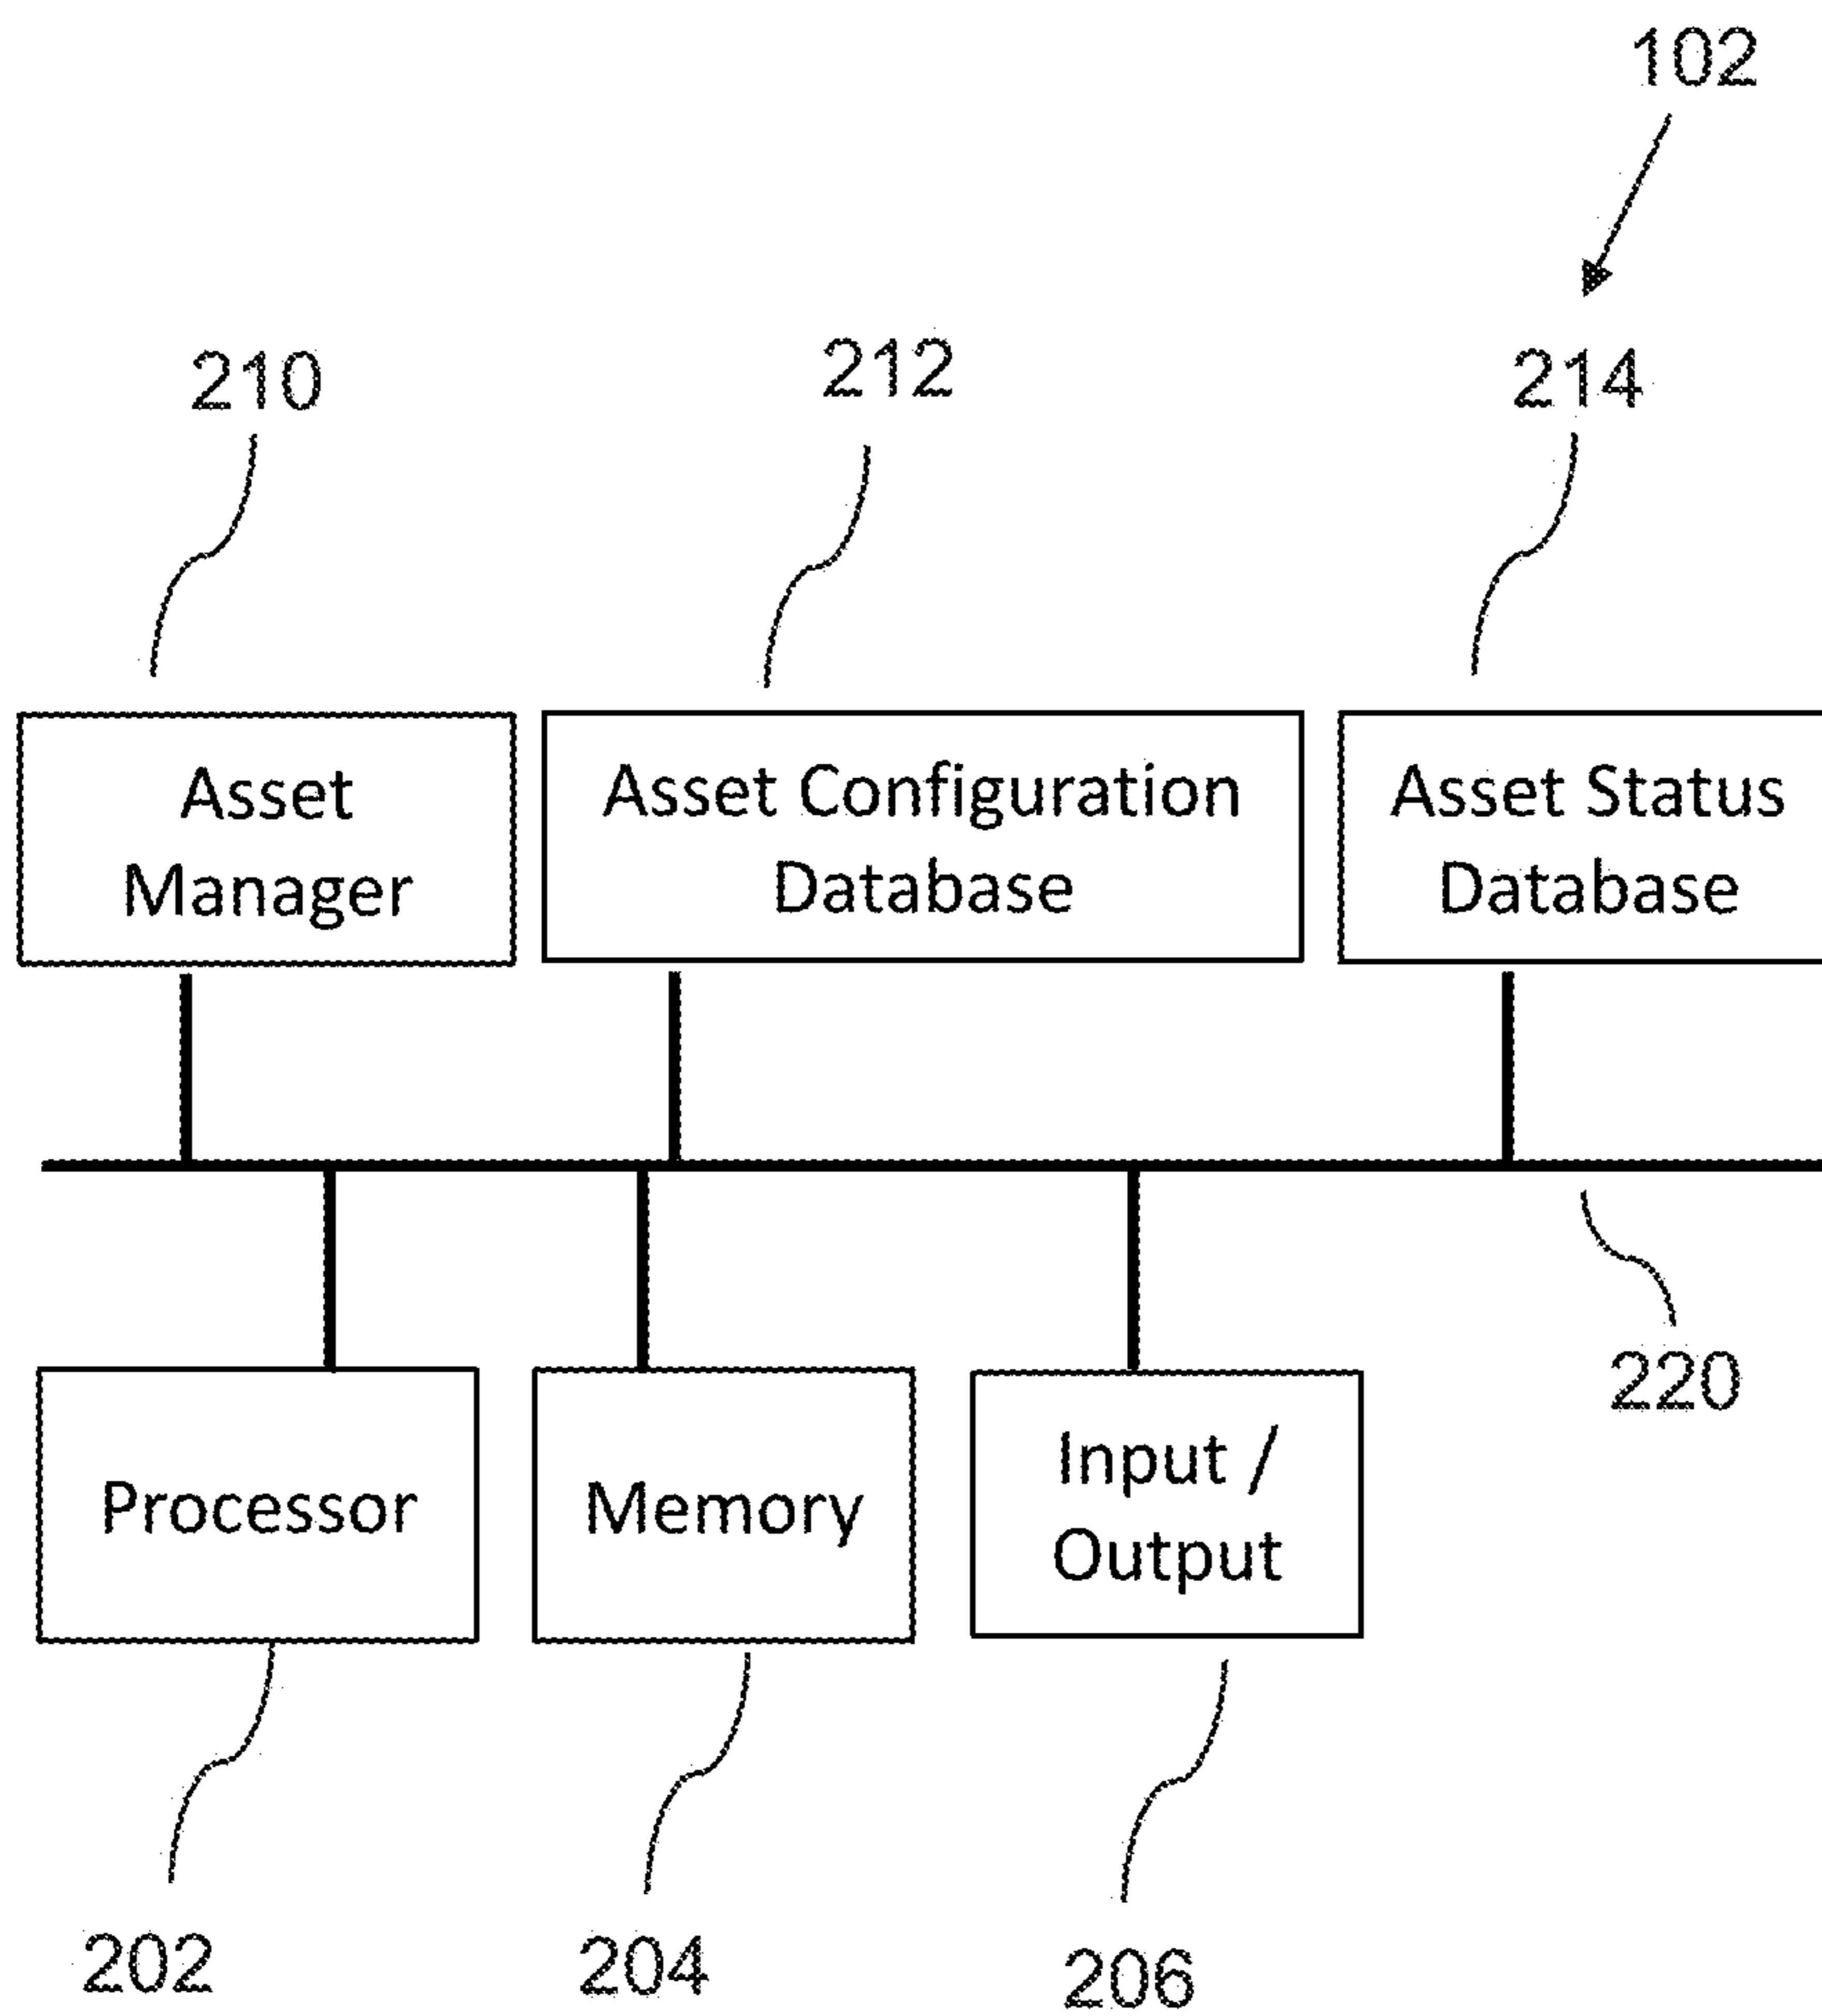 102
210
212
214
Asset
Manager
Asset Configuration
Database
Asset Status
Database
220
Processor
Memory
Input /
Output
202
204
206